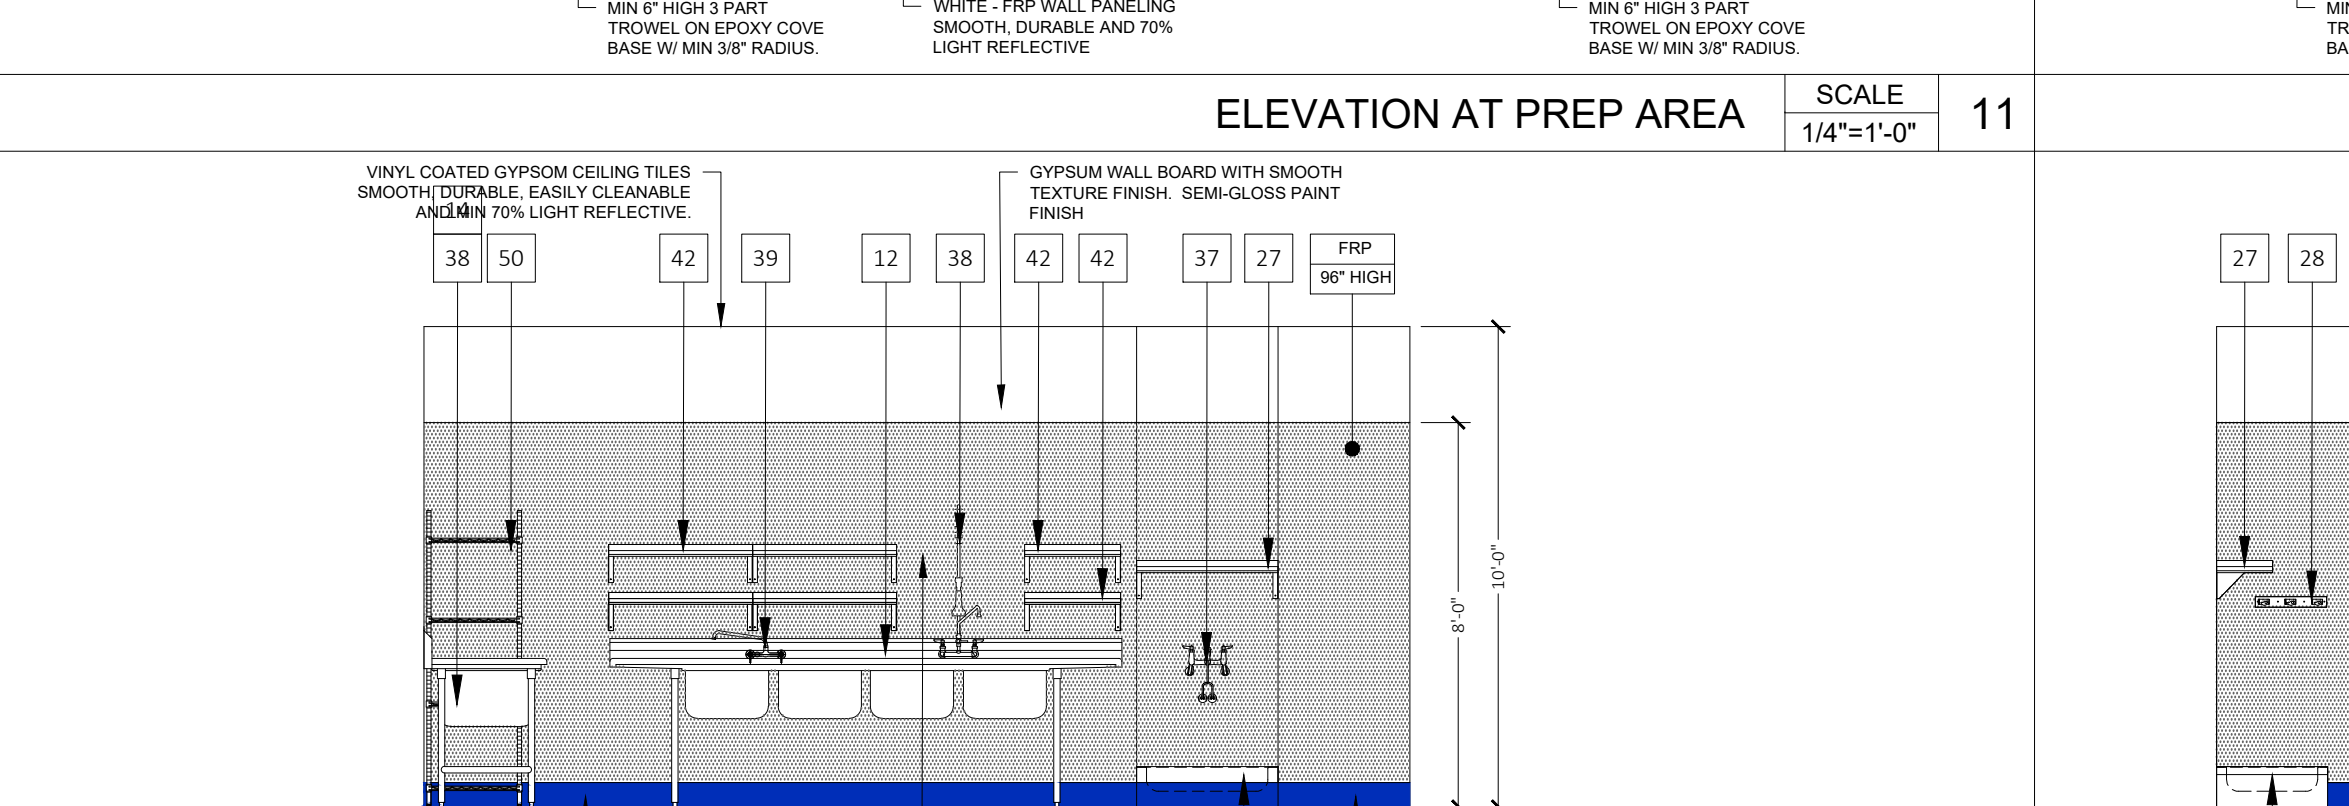 MIN 6" HIGH 3 PART
TROWEL ON EPOXY COVE
BASE W/ MIN 3/8" RADIUS.
WHITE - FRP WALL PANELING
SMOOTH, DURABLE AND 70%
LIGHT REFLECTIVE
MIN 6" HIGH 3 PART
TROWEL ON EPOXY COVE
BASE W/ MIN 3/8" RADIUS.
MIN
TR
BA
ELEVATION AT PREP AREA
SCALE
1/4"=1'-0"
11
VINYL COATED GYPSOM CEILING TILES
SMOOTH, DURABLE, EASILY CLEANABLE
AND MIN 70% LIGHT REFLECTIVE.
14
GYPSUM WALL BOARD WITH SMOOTH
TEXTURE FINISH. SEMI-GLOSS PAINT
FINISH
38 50 42 39 12 38 42 42 37 27
FRP
96" HIGH
27 28
8'-0"
10'-0"